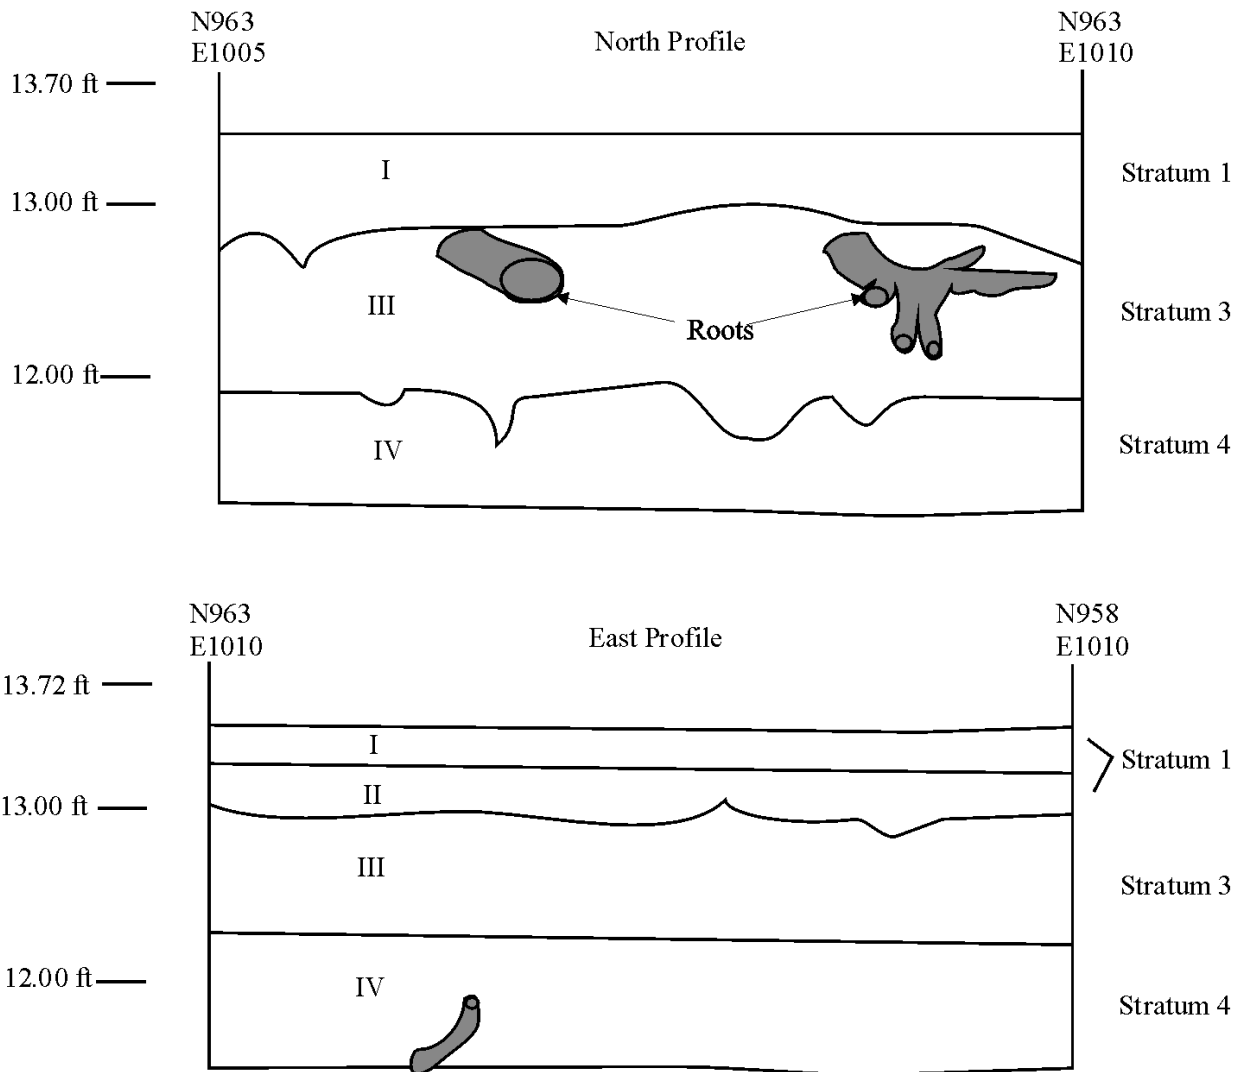 N963
E1005
North Profile
N963
E1010
13.70 ft
I
Stratum 1
13.00 ft
III
Roots
Stratum 3
12.00 ft
IV
Stratum 4
N963
E1010
East Profile
N958
E1010
13.72 ft
I
Stratum 1
II
13.00 ft
III
Stratum 3
12.00 ft
IV
Stratum 4